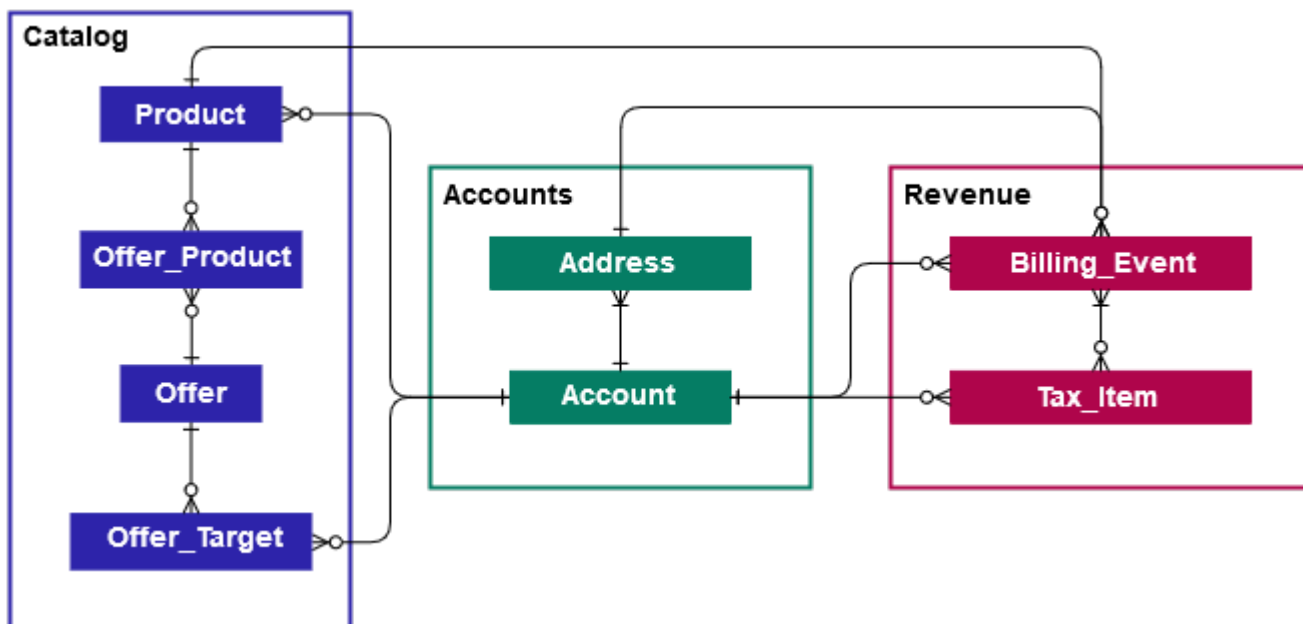 Catalog
Product
Offer_Product
Offer
Offer_Target
Accounts
Address
Account
Revenue
Billing_Event
Tax_Item